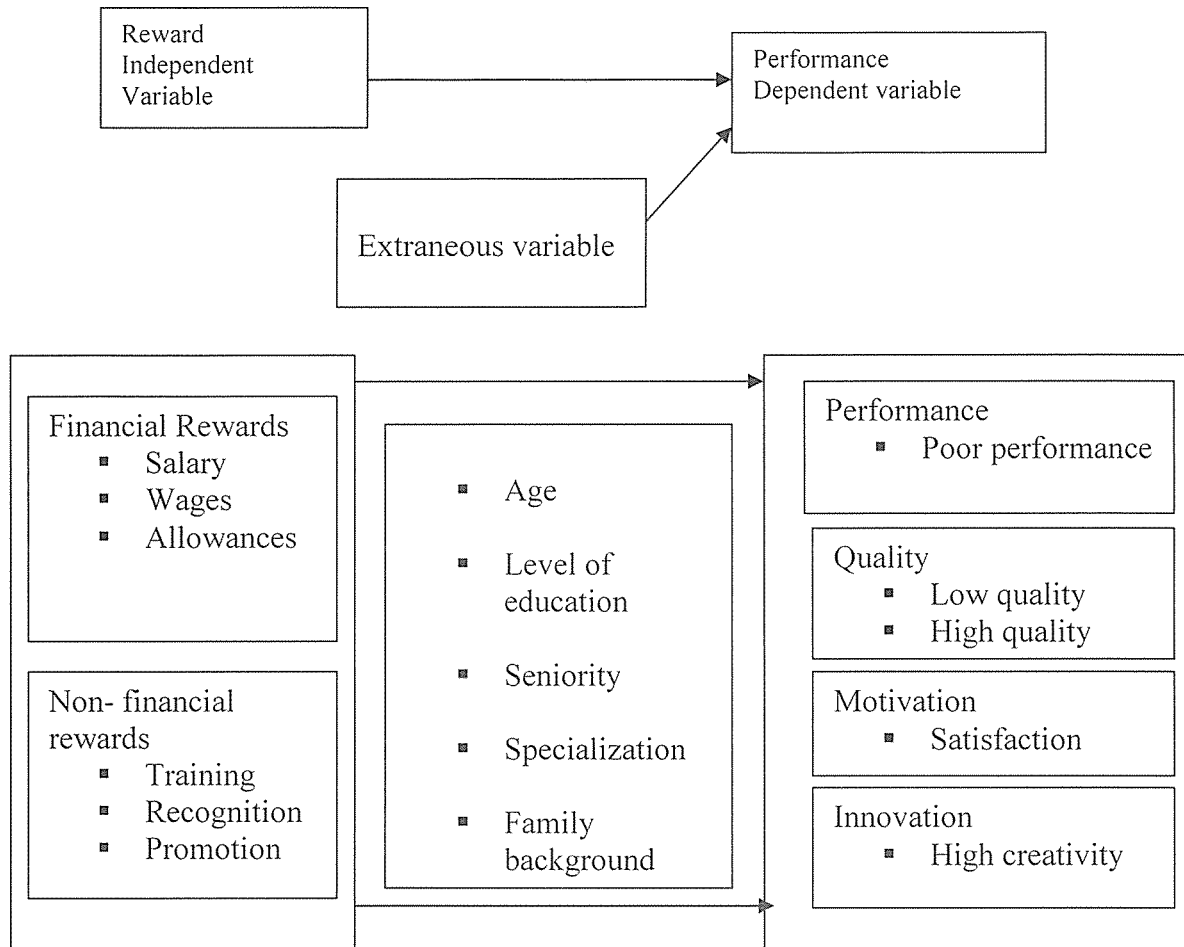 Reward
Independent
Variable
Performance
Dependent variable
Extraneous variable
Financial Rewards
▪ Salary
▪ Wages
▪ Allowances
Non- financial
rewards
▪ Training
▪ Recognition
▪ Promotion
▪ Age
▪ Level of
education
▪ Seniority
▪ Specialization
▪ Family
background
Performance
▪ Poor performance
Quality
▪ Low quality
▪ High quality
Motivation
▪ Satisfaction
Innovation
▪ High creativity